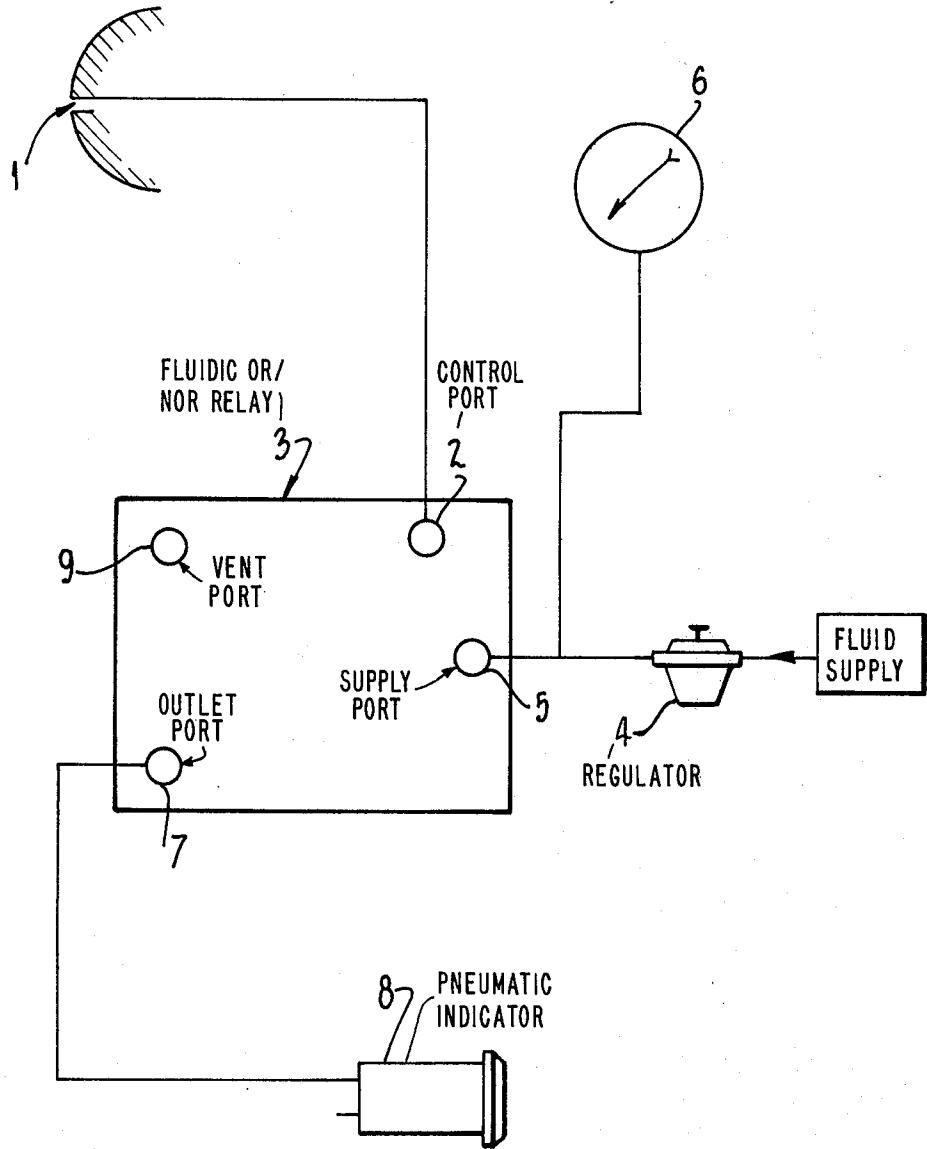 6
1
FLUIDIC OR/
NOR RELAY)
3
CONTROL
PORT
2
9
VENT
PORT
SUPPLY
PORT
5
FLUID
SUPPLY
4
REGULATOR
OUTLET
PORT
7
8
PNEUMATIC
INDICATOR